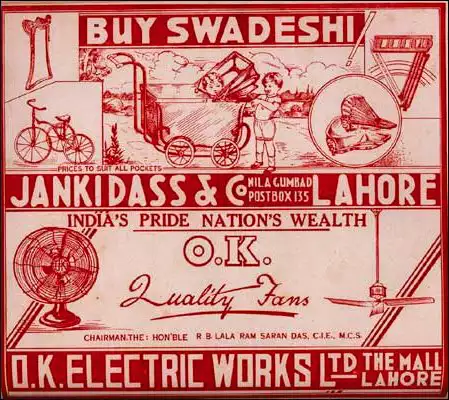 BUY SWADESHI
PRICES TO SUIT ALL POCKETS
JANKIDASS & Co NILA GUMBAD POSTBOX 135 LAHORE
INDIA'S PRIDE NATION'S WEALTH
O.K.
Quality Fans
CHAIRMAN.THE: HON'BLE R.B. LALA RAM SARAN DAS, C.I.E., M.C.S.
O.K. ELECTRIC WORKS LTD THE MALL LAHORE